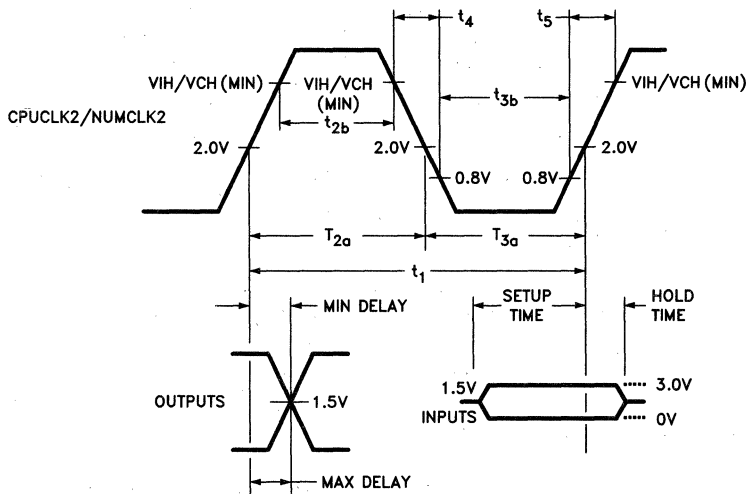 t4
t5
VIH/VCH (MIN)
VIH/VCH
(MIN)
t3b
VIH/VCH (MIN)
CPUCLK2/NUMCLK2
t2b
2.0V
2.0V
2.0V
0.8V
0.8V
T2a
T3a
t1
MIN DELAY
SETUP
TIME
HOLD
TIME
1.5V
3.0V
OUTPUTS
1.5V
INPUTS
0V
MAX DELAY